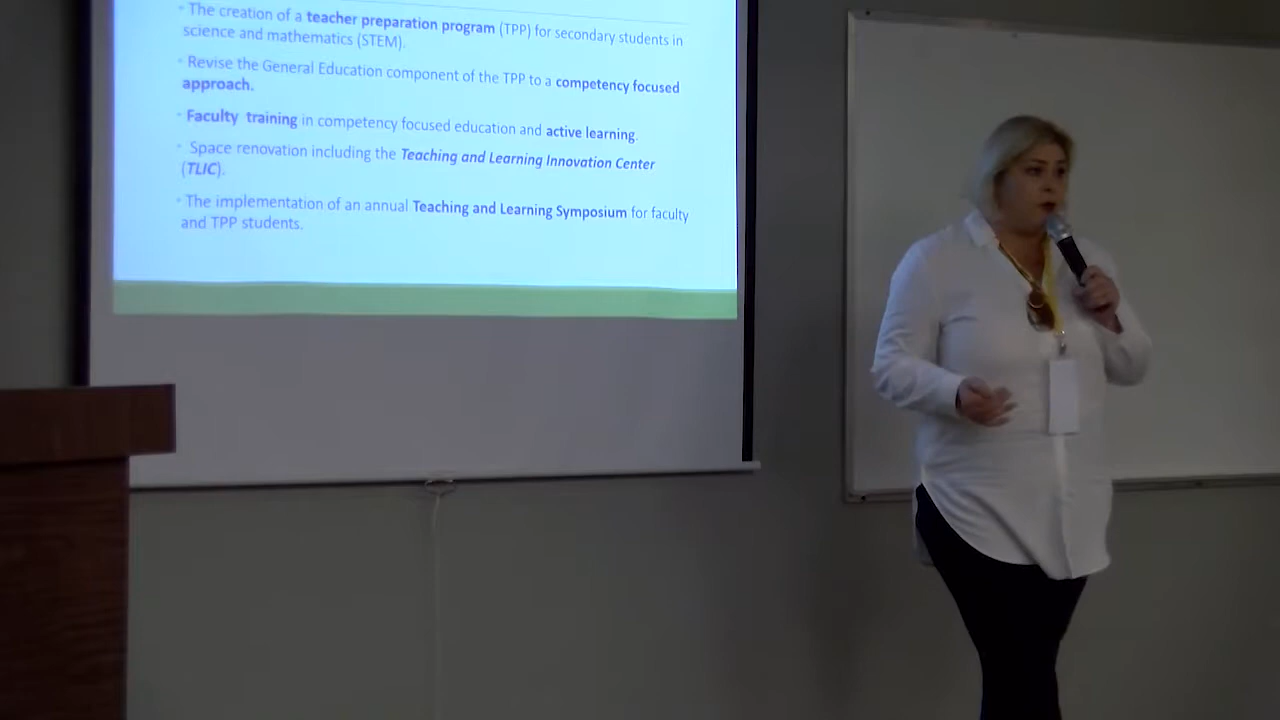 • The creation of a teacher preparation program (TPP) for secondary students in
science and mathematics (STEM).
• Revise the General Education component of the TPP to a competency focused
approach.
• Faculty training in competency focused education and active learning.
• Space renovation including the Teaching and Learning Innovation Center
(TLIC).
• The implementation of an annual Teaching and Learning Symposium for faculty
and TPP students.